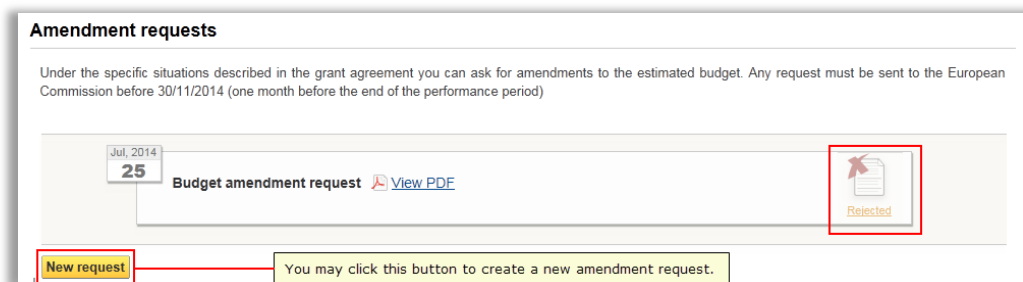 Amendment requests
Under the specific situations described in the grant agreement you can ask for amendments to the estimated budget. Any request must be sent to the European
Commission before 30/11/2014 (one month before the end of the performance period)
Jul, 2014
25
Budget amendment request View PDF
Rejected
New request
You may click this button to create a new amendment request.